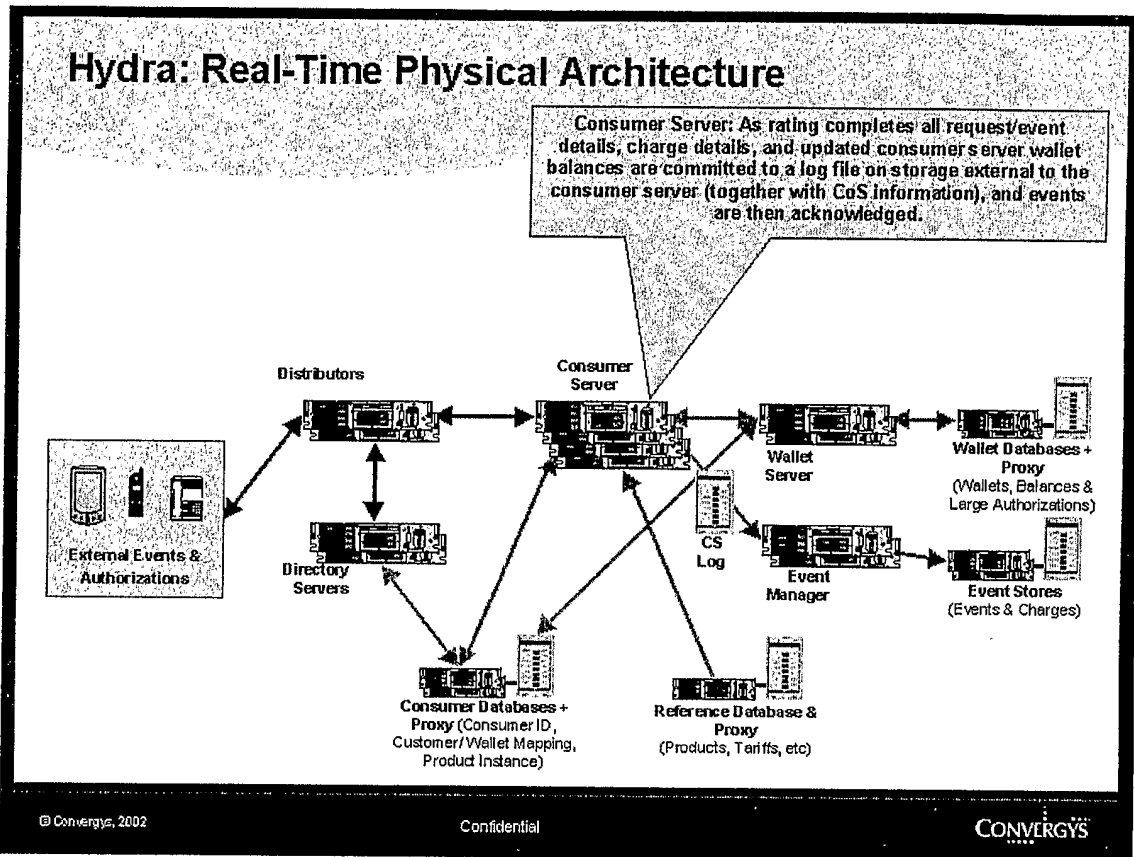 Hydra: Real-Time Physical Architecture
Consumer Server: As rating completes all request/event
details, charge details, and updated consumer server wallet
balances are committed to a log file on storage external to the
consumer server (together with CoS information), and events
are then acknowledged.
Distributors
Consumer
Server
Wallet
Server
Wallet Databases +
Proxy
(Wallets, Balances &
Large Authorizations)
External Events &
Authorizations
Directory
Servers
CS
Log
Event
Manager
Event Stores
(Events & Charges)
Consumer Databases +
Proxy (Consumer ID,
Customer/Wallet Mapping,
Product Instance)
Reference Database &
Proxy
(Products, Tariffs, etc)
© Convergys, 2002
Confidential
CONVERGYS